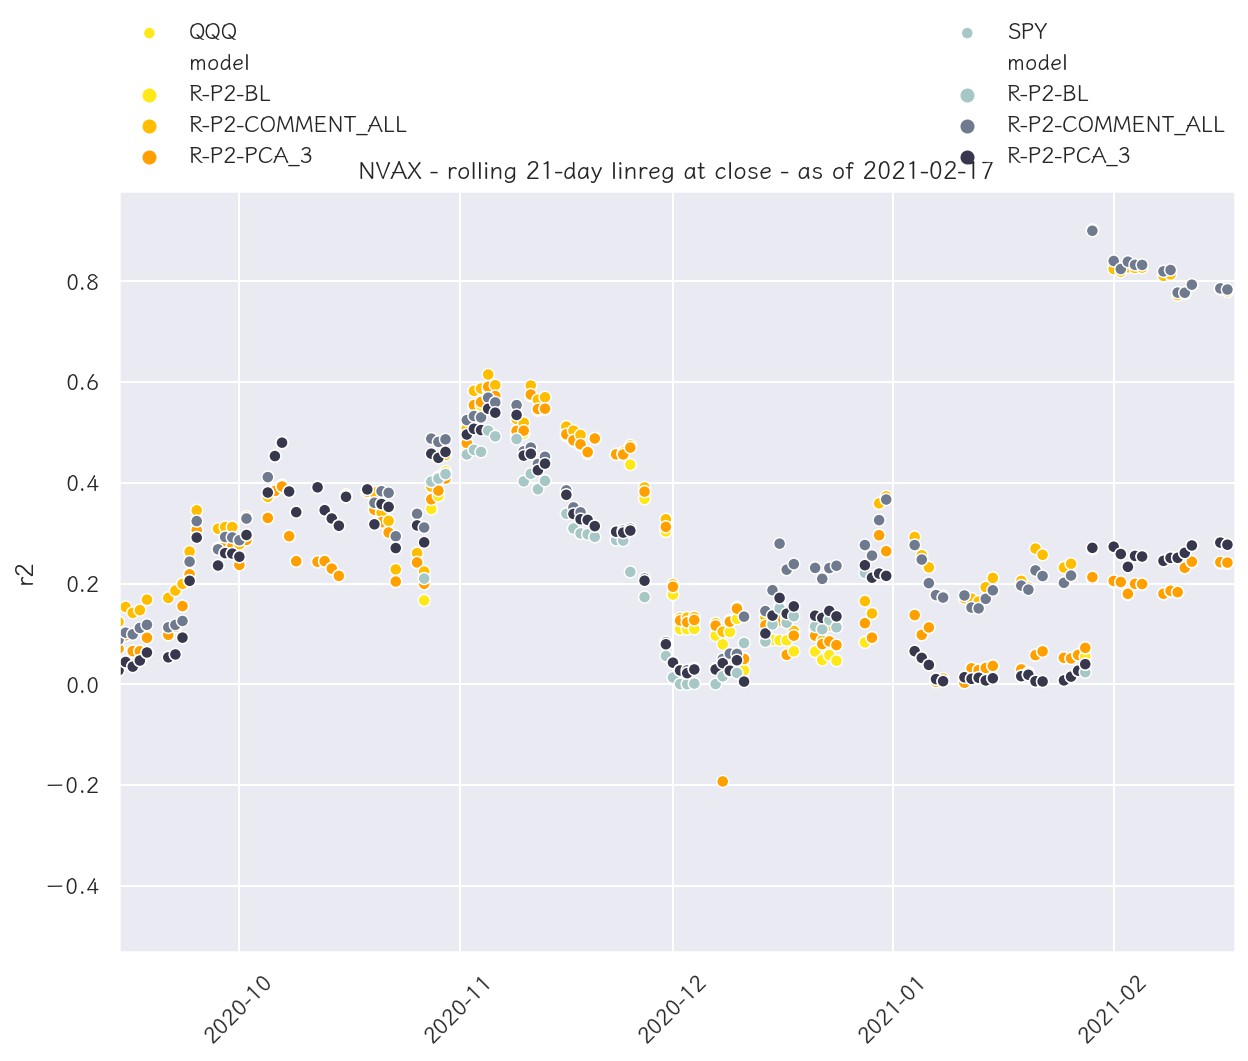 QQQ
model
R-P2-BL
R-P2-COMMENT_ALL
R-P2-PCA_3
SPY
model
R-P2-BL
R-P2-COMMENT_ALL
R-P2-PCA_3
NVAX - rolling 21-day linreg at close - as of 2021-02-17
0.8
0.6
0.4
0.2
0.0
−0.2
−0.4
r2
2020-10
2020-11
2020-12
2021-01
2021-02